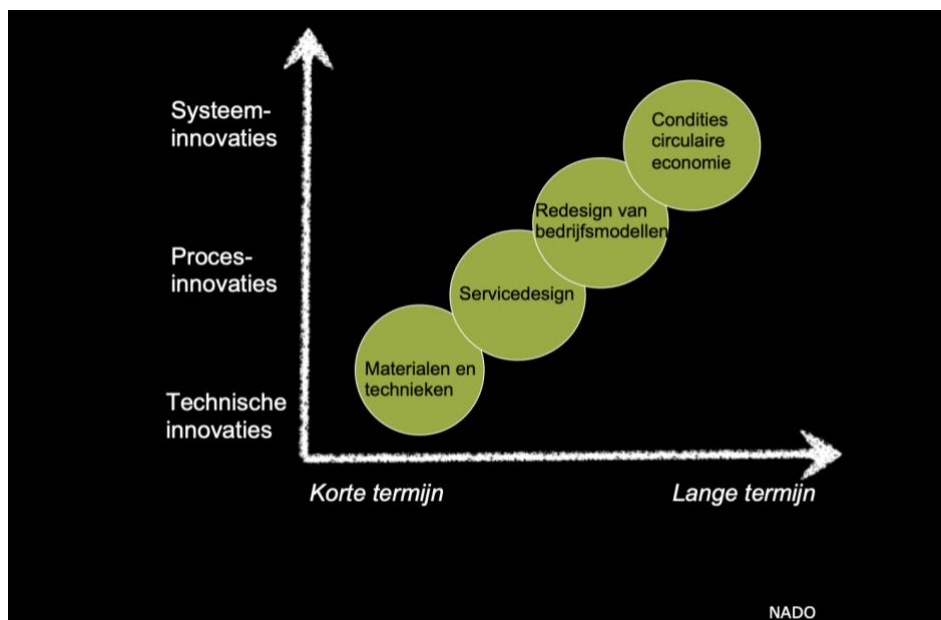 Systeem-
innovaties
Condities
circulaire
economie
Redesign van
bedrijfsmodellen
Proces-
innovaties
Servicedesign
Materialen en
technieken
Technische
innovaties
Korte termijn
Lange termijn
NADO